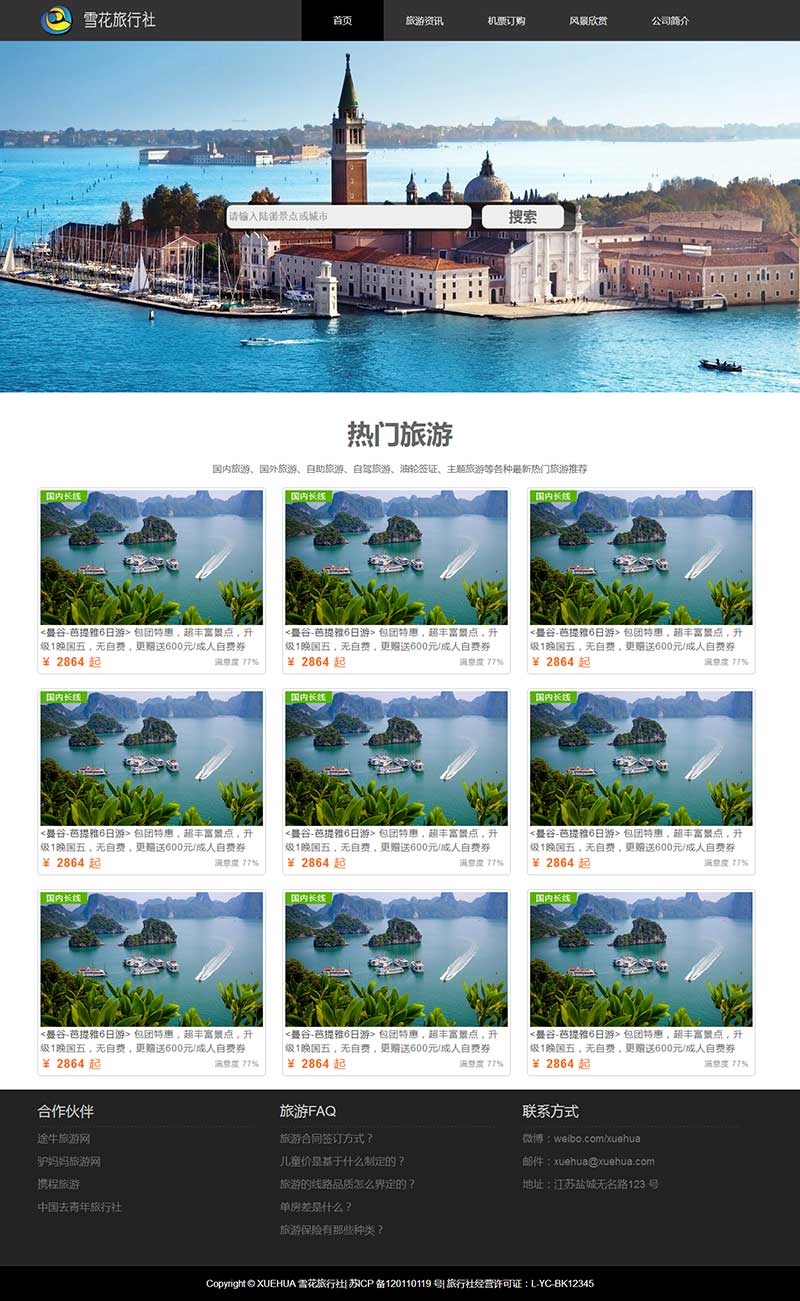 雪花旅行社
首页 旅游资讯 机票订购 风景欣赏 公司简介
请输入陆游景点或城市 搜索
热门旅游
国内旅游、国外旅游、自助旅游、自驾旅游、油轮签证、主题旅游等各种最新热门旅游推荐
国内长线 国内长线 国内长线
<曼谷-芭提雅6日游> 包团特惠，超丰富景点，升
级1晚国五，无自费，更赠送600元/成人自费券
¥ 2864 起 满意度 77%
<曼谷-芭提雅6日游> 包团特惠，超丰富景点，升
级1晚国五，无自费，更赠送600元/成人自费券
¥ 2864 起 满意度 77%
<曼谷-芭提雅6日游> 包团特惠，超丰富景点，升
级1晚国五，无自费，更赠送600元/成人自费券
¥ 2864 起 满意度 77%
国内长线 国内长线 国内长线
<曼谷-芭提雅6日游> 包团特惠，超丰富景点，升
级1晚国五，无自费，更赠送600元/成人自费券
¥ 2864 起 满意度 77%
<曼谷-芭提雅6日游> 包团特惠，超丰富景点，升
级1晚国五，无自费，更赠送600元/成人自费券
¥ 2864 起 满意度 77%
<曼谷-芭提雅6日游> 包团特惠，超丰富景点，升
级1晚国五，无自费，更赠送600元/成人自费券
¥ 2864 起 满意度 77%
国内长线 国内长线 国内长线
<曼谷-芭提雅6日游> 包团特惠，超丰富景点，升
级1晚国五，无自费，更赠送600元/成人自费券
¥ 2864 起 满意度 77%
<曼谷-芭提雅6日游> 包团特惠，超丰富景点，升
级1晚国五，无自费，更赠送600元/成人自费券
¥ 2864 起 满意度 77%
<曼谷-芭提雅6日游> 包团特惠，超丰富景点，升
级1晚国五，无自费，更赠送600元/成人自费券
¥ 2864 起 满意度 77%
合作伙伴
途牛旅游网
驴妈妈旅游网
携程旅游
中国去青年旅行社
旅游FAQ
旅游合同签订方式？
儿童价是基于什么制定的？
旅游的线路品质怎么界定的？
单房差是什么？
旅游保险有那些种类？
联系方式
微博：weibo.com/xuehua
邮件：xuehua@xuehua.com
地址：江苏盐城无名路123 号
Copyright © XUEHUA 雪花旅行社| 苏ICP 备120110119 号| 旅行社经营许可证：L-YC-BK12345